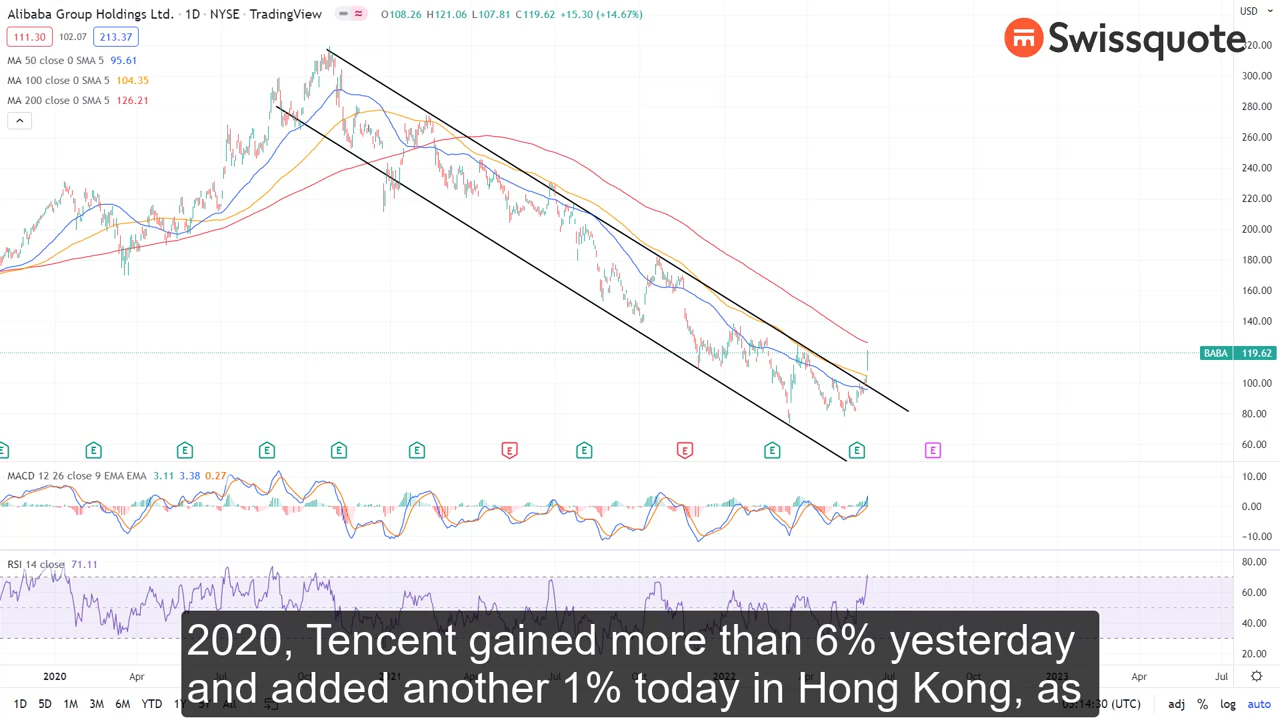 Alibaba Group Holdings Ltd. · 1D · NYSE · TradingView
O108.26 H121.06 L107.81 C119.62 +15.30 (+14.67%)
Swissquote
USD
111.30 102.07 213.37
MA 50 close 0 SMA 5 95.61
MA 100 close 0 SMA 5 104.35
MA 200 close 0 SMA 5 126.21
320.00
300.00
280.00
260.00
240.00
220.00
200.00
180.00
160.00
140.00
BABA 119.62
100.00
80.00
60.00
E E E E E E E E E E E E E
MACD 12 26 close 9 EMA EMA 3.11 3.38 0.27
10.00
0.00
−10.00
RSI 14 close 71.11
80.00
60.00
40.00
20.00
2020, Tencent gained more than 6% yesterday
and added another 1% today in Hong Kong, as
2020 Apr 2021 2022 2023 Apr Jul
1D 5D 1M 3M 6M YTD 1Y All
(UTC) adj % log auto